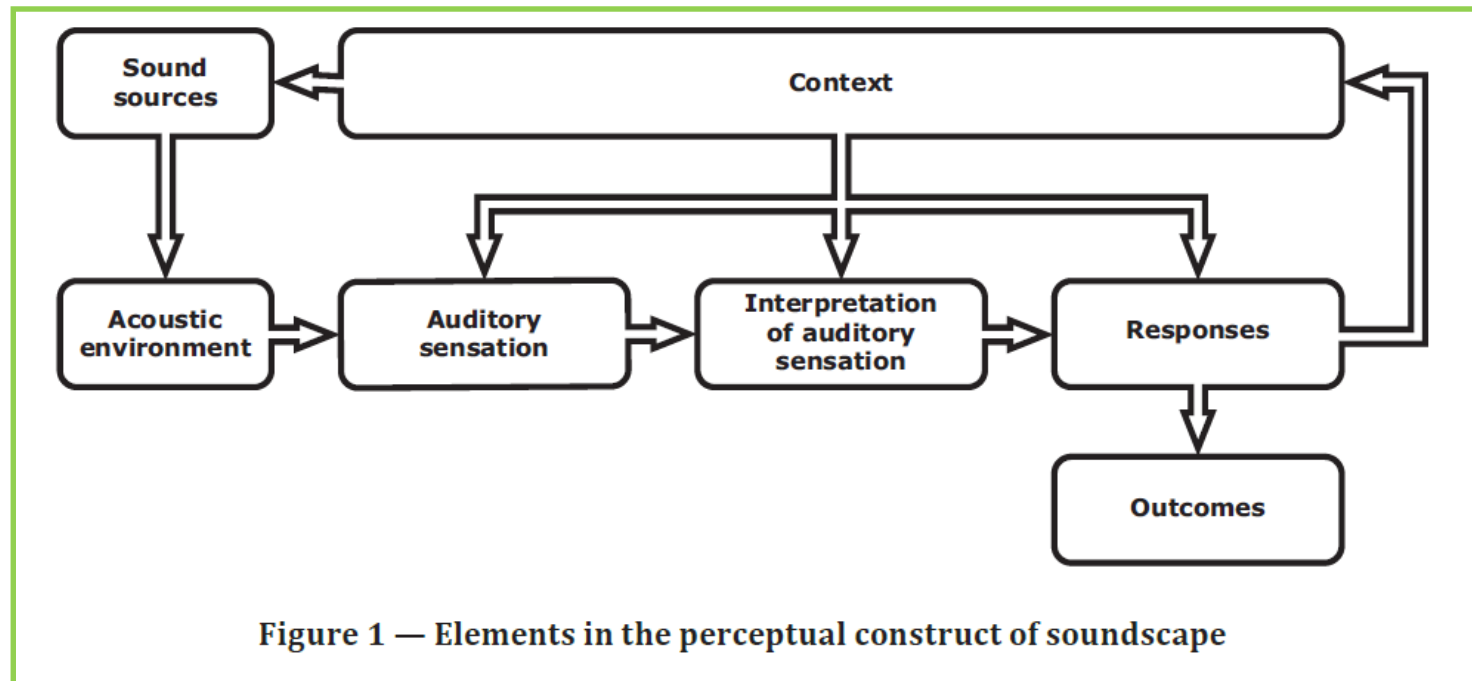 Sound
sources
Context
Acoustic
environment
Auditory
sensation
Interpretation
of auditory
sensation
Responses
Outcomes
Figure 1 — Elements in the perceptual construct of soundscape